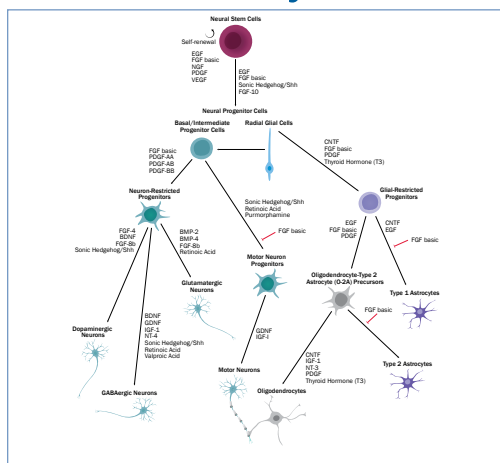 Neural Stem Cells
Self-renewal
EGF
FGF basic
NGF
PDGF
VEGF
EGF
FGF basic
Sonic Hedgehog/Shh
FGF-10
Neural Progenitor Cells
Basal/Intermediate
Progenitor Cells
Radial Glial Cells
FGF basic
PDGF-AA
PDGF-AB
PDGF-BB
CNTF
FGF basic
PDGF
Thyroid Hormone (T3)
Neuron-Restricted
Progenitors
Glial-Restricted
Progenitors
Sonic Hedgehog/Shh
Retinoic Acid
Purmorphamine
FGF basic
FGF-4
BDNF
FGF-8b
Sonic Hedgehog/Shh
BMP-2
BMP-4
FGF-8b
Retinoic Acid
EGF
FGF basic
PDGF
CNTF
EGF
FGF basic
Motor Neuron
Progenitors
Oligodendrocyte-Type 2
Astrocyte (O-2A) Precursors
Glutamatergic
Neurons
Type 1 Astrocytes
FGF basic
BDNF
GDNF
IGF-1
NT-4
Sonic Hedgehog/Shh
Retinoic Acid
Valproic Acid
GDNF
IGF-I
Dopaminergic
Neurons
CNTF
IGF-1
NT-3
PDGF
Thyroid Hormone (T3)
Type 2 Astrocytes
Motor Neurons
Oligodendrocytes
GABAergic Neurons